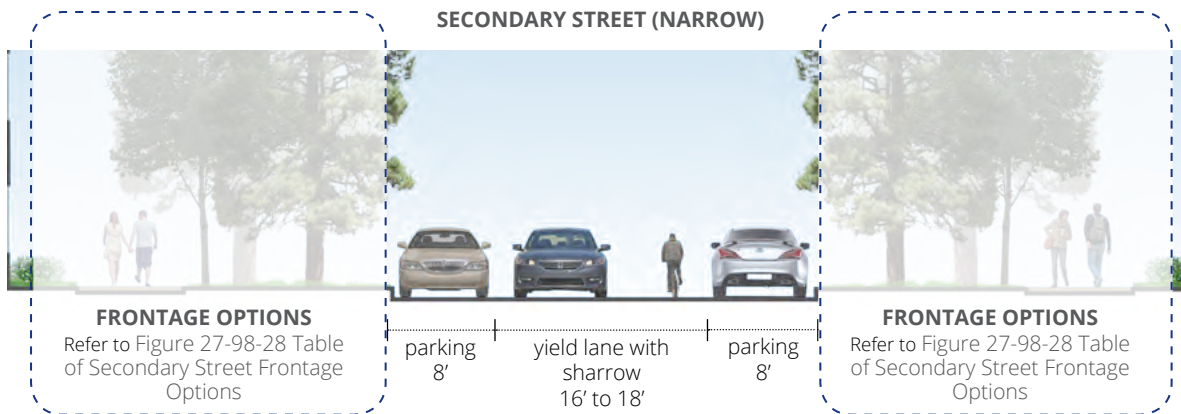 SECONDARY STREET (NARROW)
FRONTAGE OPTIONS
Refer to Figure 27-98-28 Table
of Secondary Street Frontage
Options
parking
8’
yield lane with
sharrow
16’ to 18’
parking
8’
FRONTAGE OPTIONS
Refer to Figure 27-98-28 Table
of Secondary Street Frontage
Options